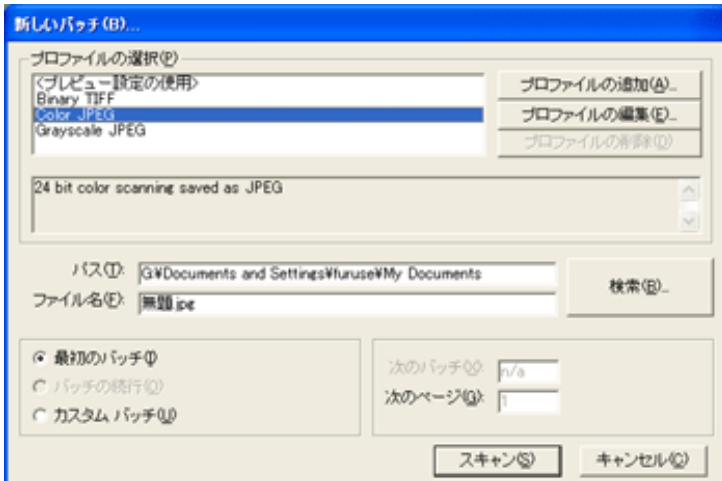 新しいバッチ(B)...
プロファイルの選択(P)
<プレビュー設定の使用>
Binary TIFF
Color JPEG
Grayscale JPEG
プロファイルの追加(A)...
プロファイルの編集(E)...
プロファイルの削除(D)
24 bit color scanning saved as JPEG
パス(T):
G:¥Documents and Settings¥furuse¥My Documents
検索(B)...
ファイル名(F):
無題.jpg
最初のバッチ(I)
バッチの続行(O)
カスタム バッチ(U)
次のバッチ(X):
n/a
次のページ(G):
1
スキャン(S)
キャンセル(C)